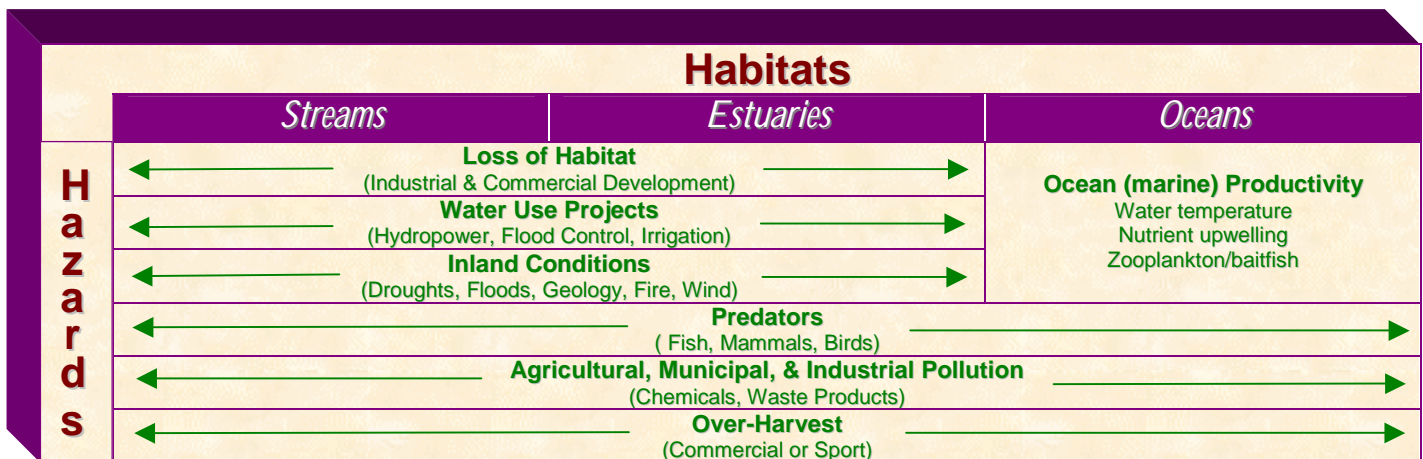 Habitats
Streams Estuaries Oceans
Hazards
Loss of Habitat
(Industrial & Commercial Development)
Water Use Projects
(Hydropower, Flood Control, Irrigation)
Inland Conditions
(Droughts, Floods, Geology, Fire, Wind)
Ocean (marine) Productivity
Water temperature
Nutrient upwelling
Zooplankton/baitfish
Predators
( Fish, Mammals, Birds)
Agricultural, Municipal, & Industrial Pollution
(Chemicals, Waste Products)
Over-Harvest
(Commercial or Sport)